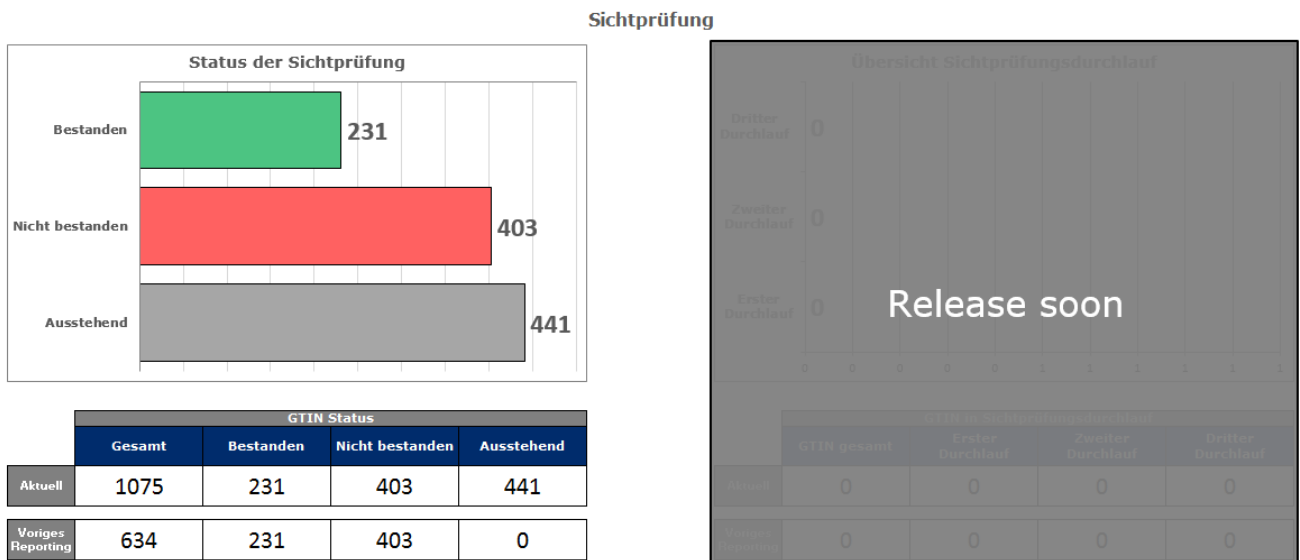 Sichtprüfung
Status der Sichtprüfung
Bestanden
231
Nicht bestanden
403
Ausstehend
441
GTIN Status
Gesamt Bestanden Nicht bestanden Ausstehend
Aktuell 1075 231 403 441
Voriges
Reporting 634 231 403 0
Übersicht Sichtprüfungsdurchlauf
Dritter
Durchlauf 0
Zweiter
Durchlauf 0
Erster
Durchlauf 0
Release soon
0 0 0 0 0 1 1 1 1 1 1
GTIN gesamt
Erster
Durchlauf
Zweiter
Durchlauf
Dritter
Durchlauf
Aktuell 0 0 0 0
Voriges
Reporting 0 0 0 0